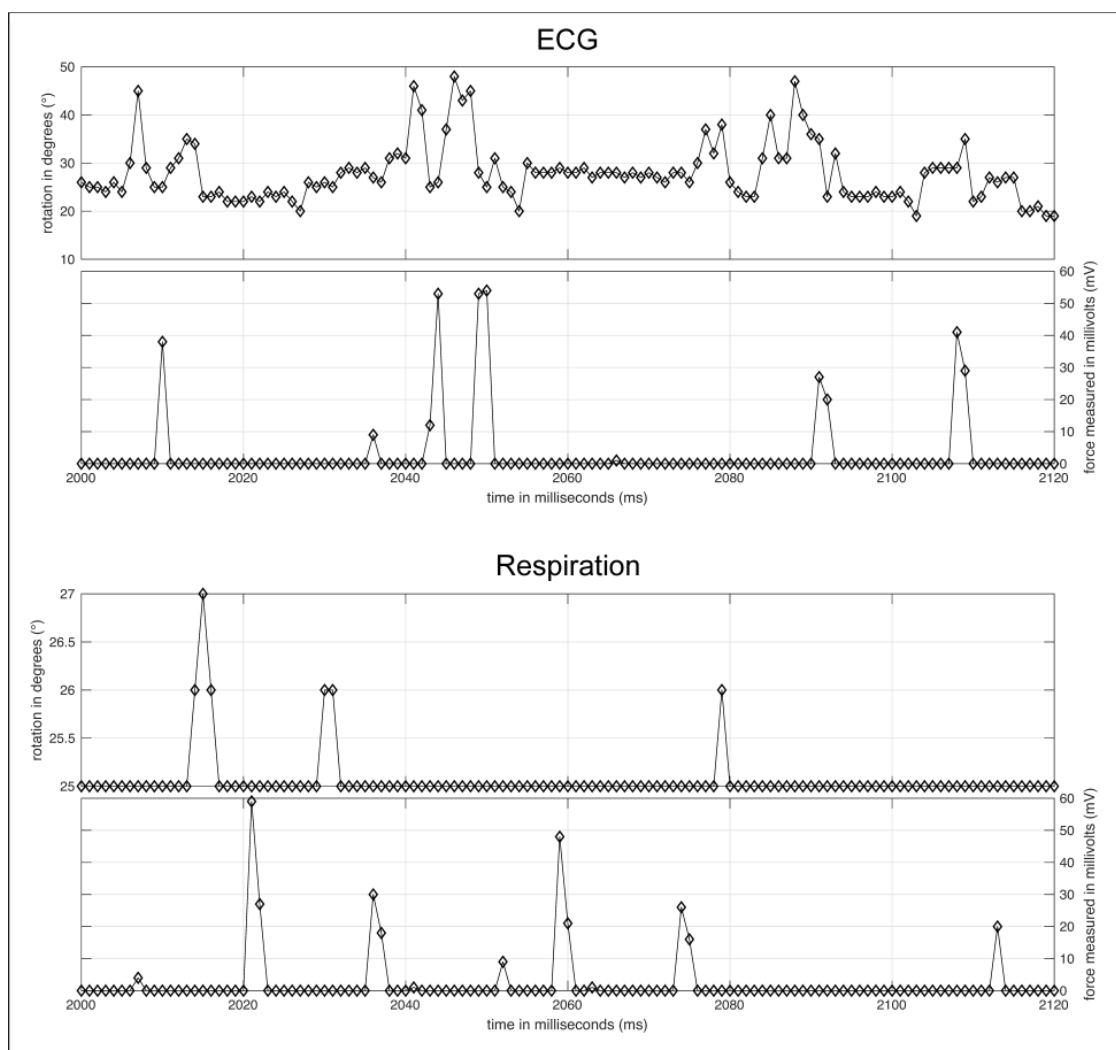 ECG
50
40
30
20
10
rotation in degrees (°)
60
50
40
30
20
10
0
force measured in millivolts (mV)
2000 2020 2040 2060 2080 2100 2120
time in milliseconds (ms)
Respiration
27
26.5
26
25.5
25
rotation in degrees (°)
60
50
40
30
20
10
0
force measured in millivolts (mV)
2000 2020 2040 2060 2080 2100 2120
time in milliseconds (ms)